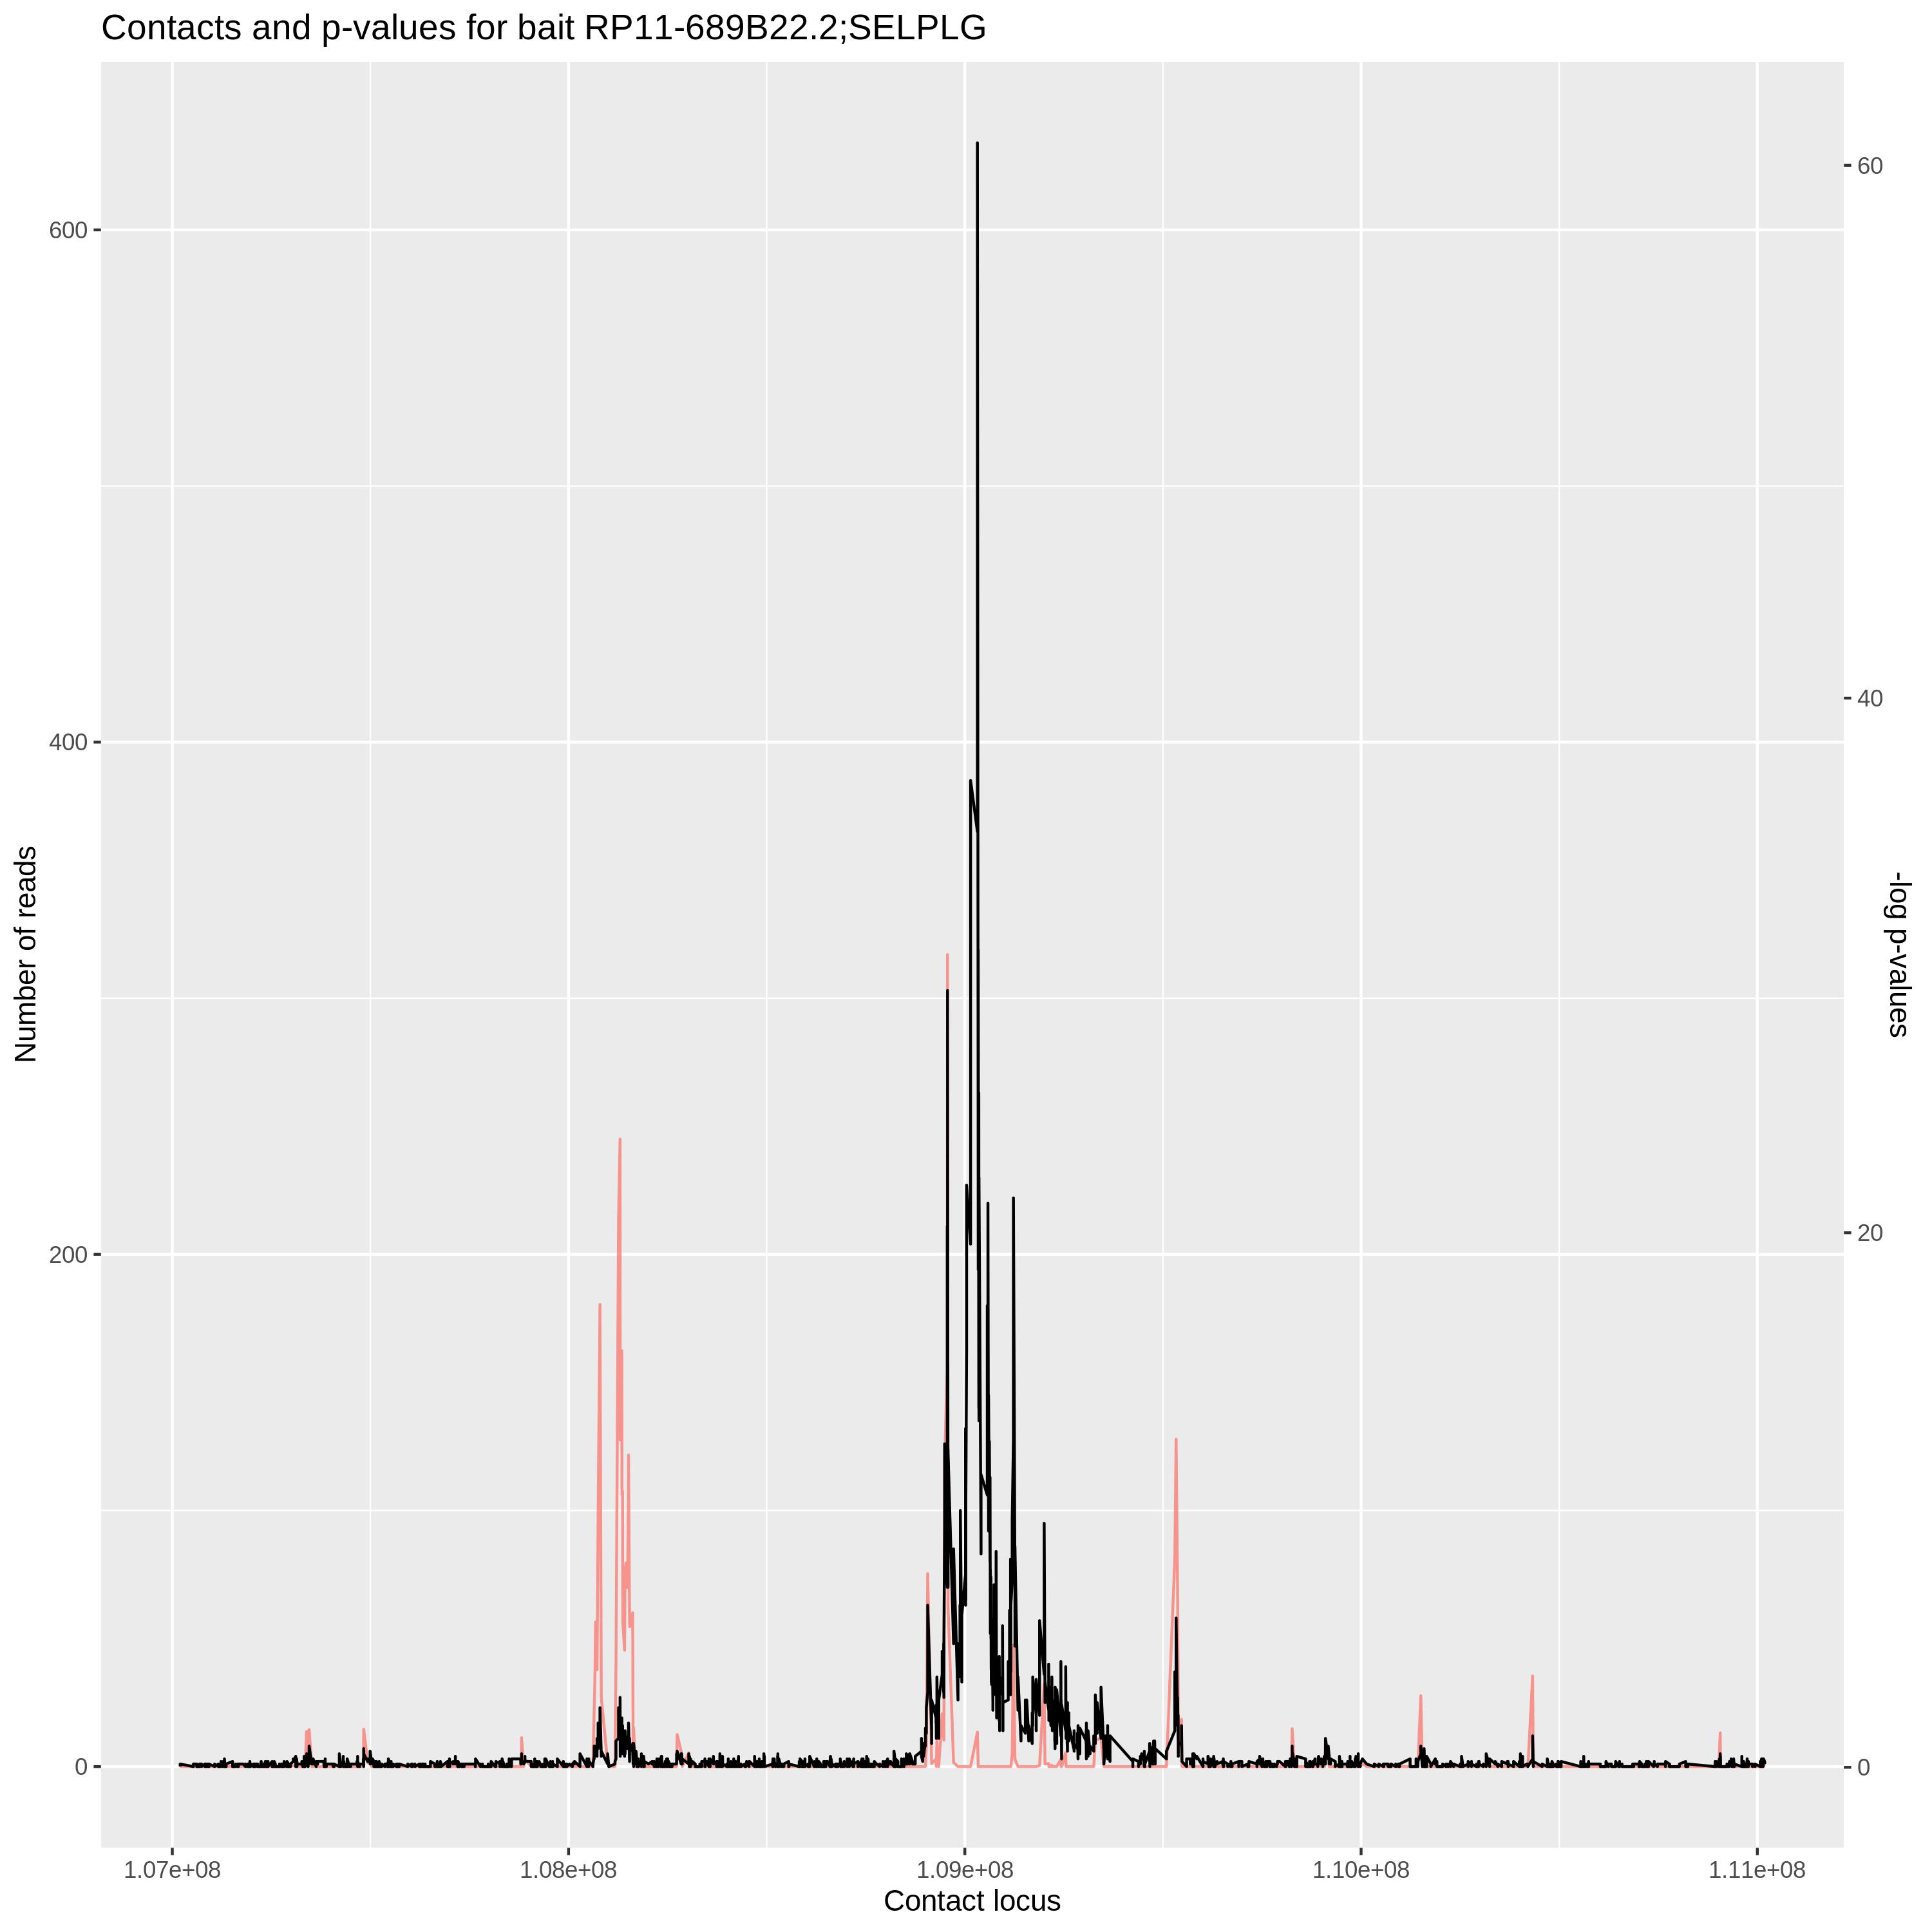 Contacts and p-values for bait RP11-689B22.2;SELPLG
600
400
200
0
Number of reads
60
40
20
0
-log p-values
1.07e+08
1.08e+08
1.09e+08
1.10e+08
1.11e+08
Contact locus